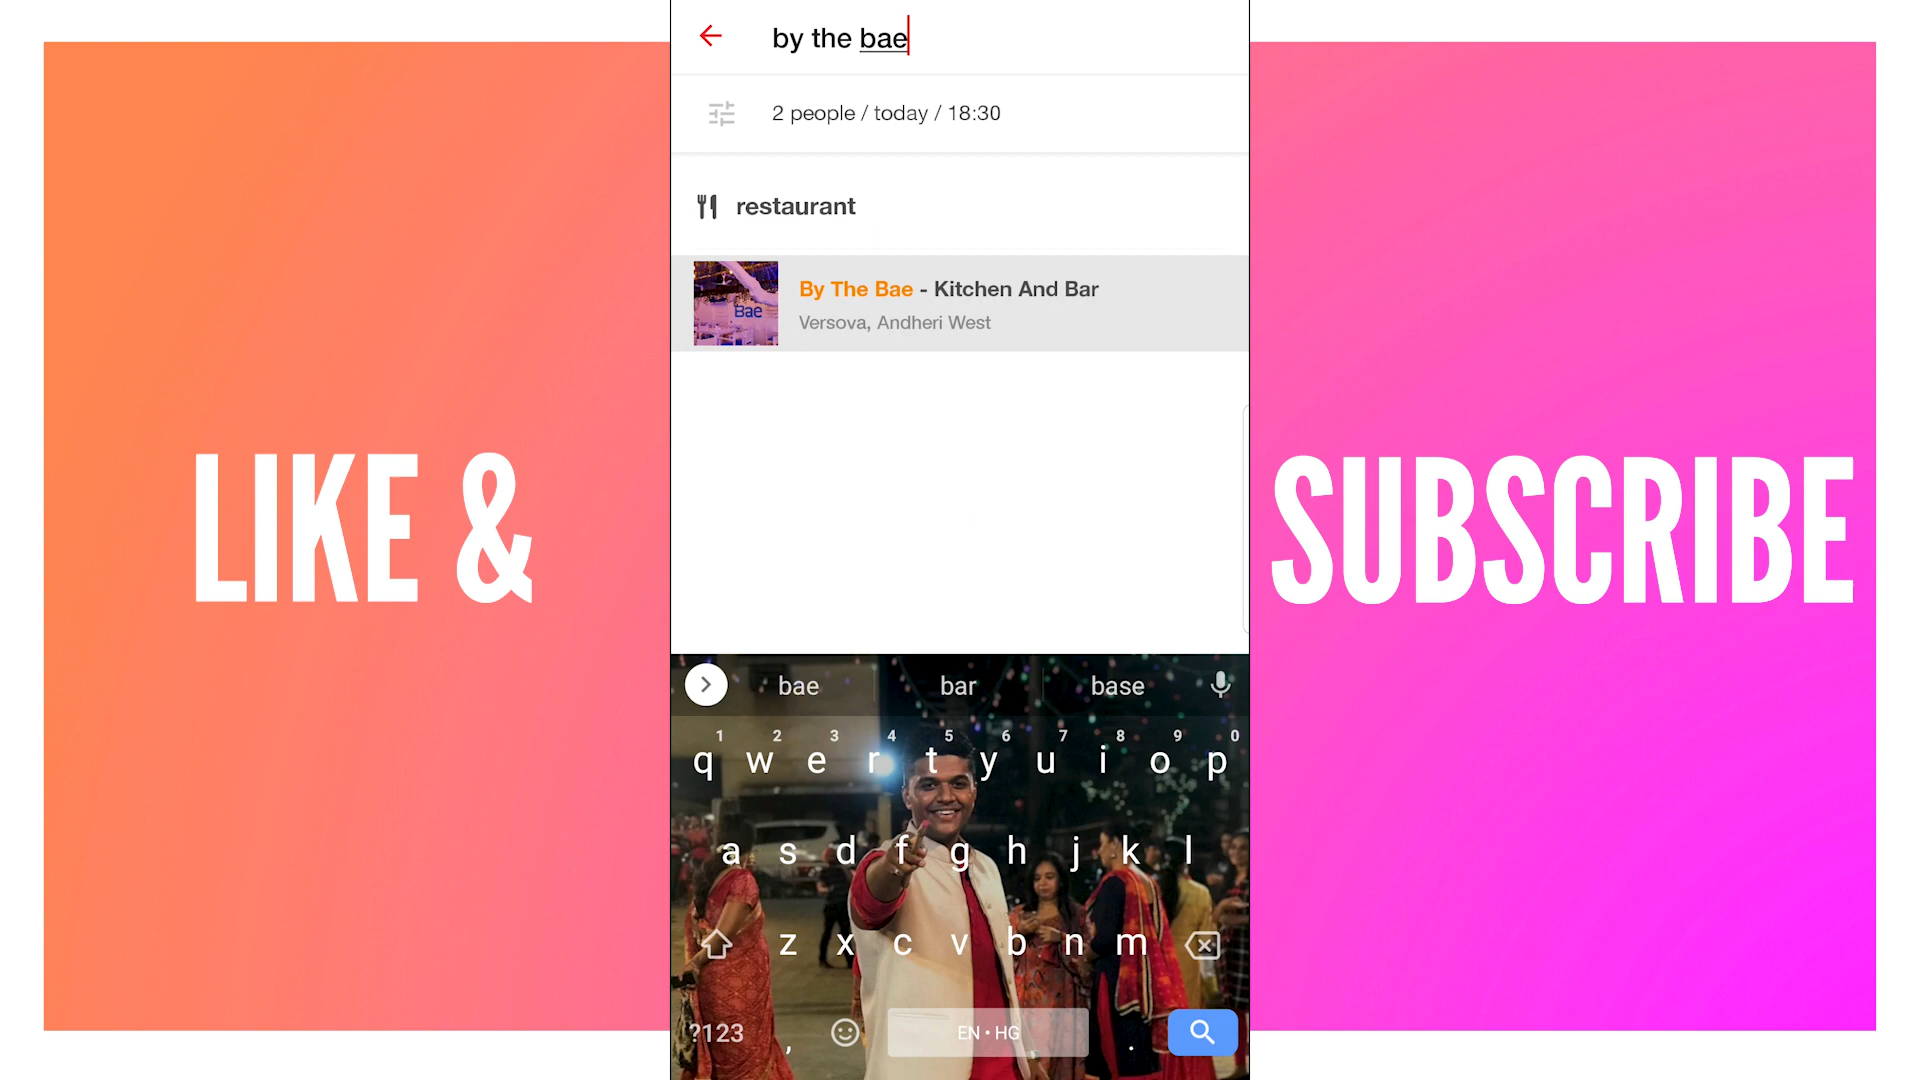 by the bae
2 people / today / 18:30
restaurant
Bae
By The Bae - Kitchen And Bar
Versova, Andheri West
LIKE &
SUBSCRIBE
bae bar base
1 2 3 4 5 6 7 8 9 0
q w e r t y u i o p
a s d f g h j k l
z x c v b n m
?123 , EN • HG .